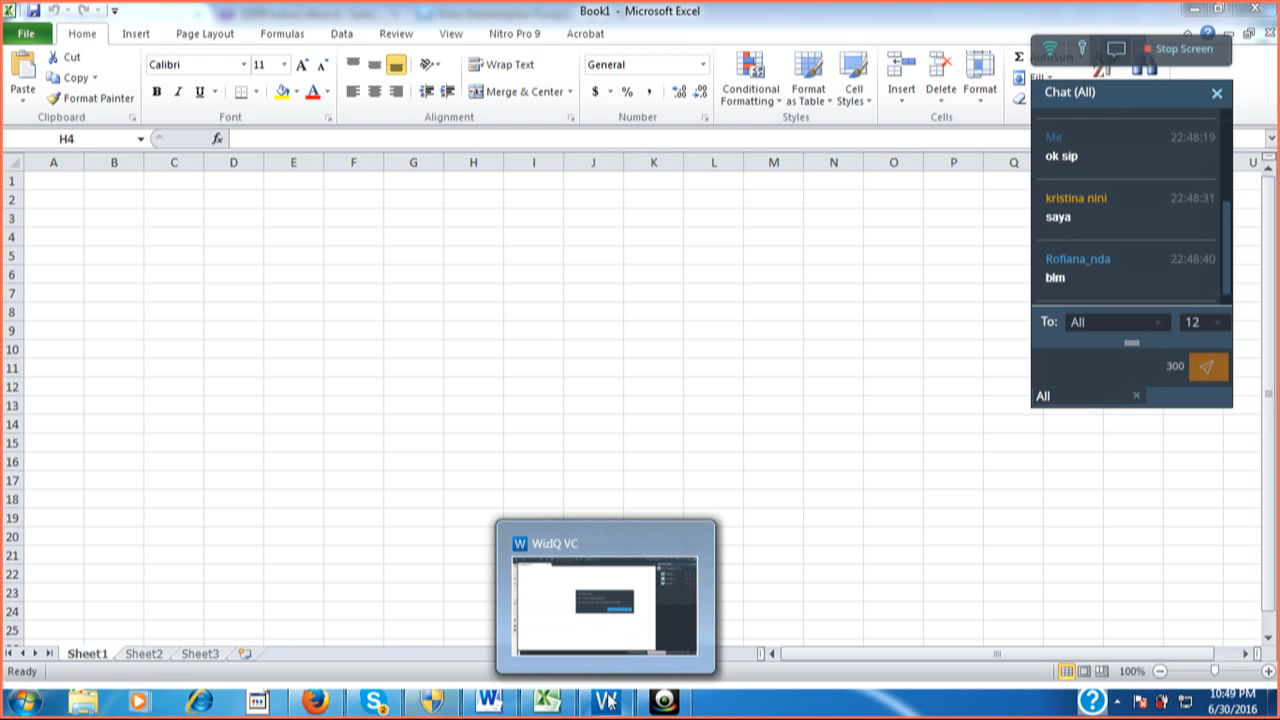 Book1 - Microsoft Excel
File Home Insert Page Layout Formulas Data Review View Nitro Pro 9 Acrobat
Cut
Copy
Format Painter
Paste
Clipboard
Calibri 11
Font
Wrap Text
Merge & Center
Alignment
General
Number
Conditional Formatting
Format as Table
Cell Styles
Styles
Insert
Delete
Format
Cells
AutoSum
Fill
Stop Screen
H4
fx
A B C D E F G H I J K L M N O P Q U
1
2
3
4
5
6
7
8
9
10
11
12
13
14
15
16
17
18
19
20
21
22
23
24
25
Chat (All)
Me 22:48:19
ok sip
kristina nini 22:48:31
saya
Rofiana_nda 22:48:40
blm
To: All 12
300
All
WizIQ VC
Sheet1 Sheet2 Sheet3
Ready
100%
10:49 PM
6/30/2016